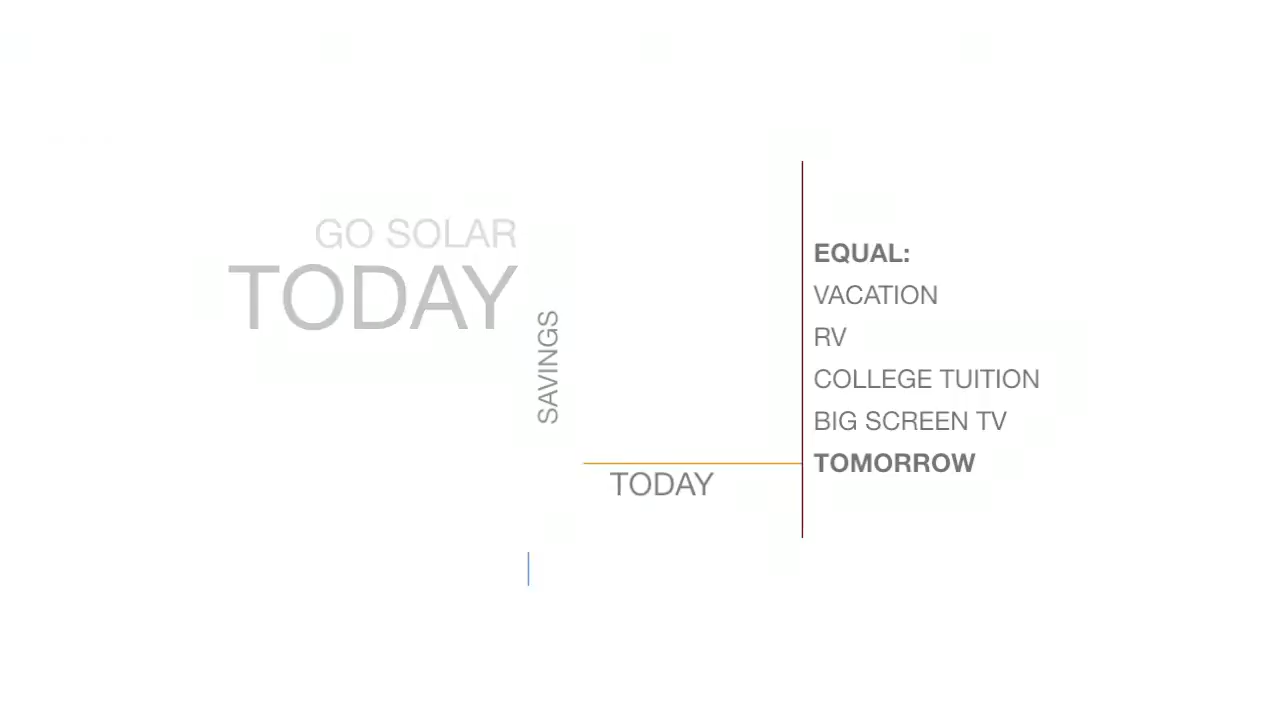 GO SOLAR
TODAY
SAVINGS
TODAY
EQUAL:
VACATION
RV
COLLEGE TUITION
BIG SCREEN TV
TOMORROW